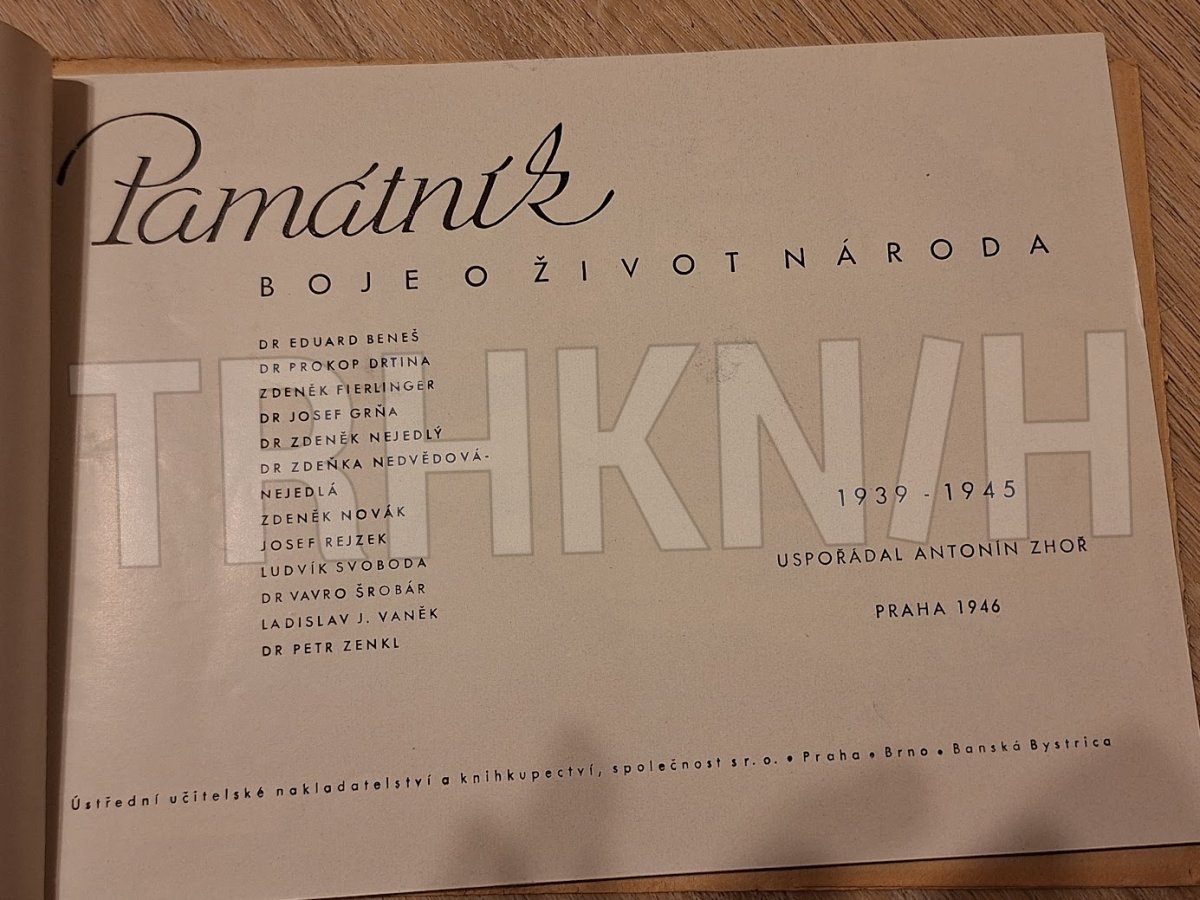 Památník
BOJE O ŽIVOT NÁRODA
DR EDUARD BENEŠ
DR PROKOP DRTINA
ZDENĚK FIERLINGER
DR JOSEF GRŇA
DR ZDENĚK NEJEDLÝ
DR ZDEŇKA NEDVĚDOVÁ-
NEJEDLÁ
ZDENĚK NOVÁK
JOSEF REJZEK
LUDVÍK SVOBODA
DR VAVRO ŠROBÁR
LADISLAV J. VANĚK
DR PETR ZENKL
TRHKN/H
1939 - 1945
USPOŘÁDAL ANTONÍN ZHOŘ
PRAHA 1946
Ústřední učitelské nakladatelství a knihkupectví, společnost s r. o. • Praha • Brno • Banská Bystrica